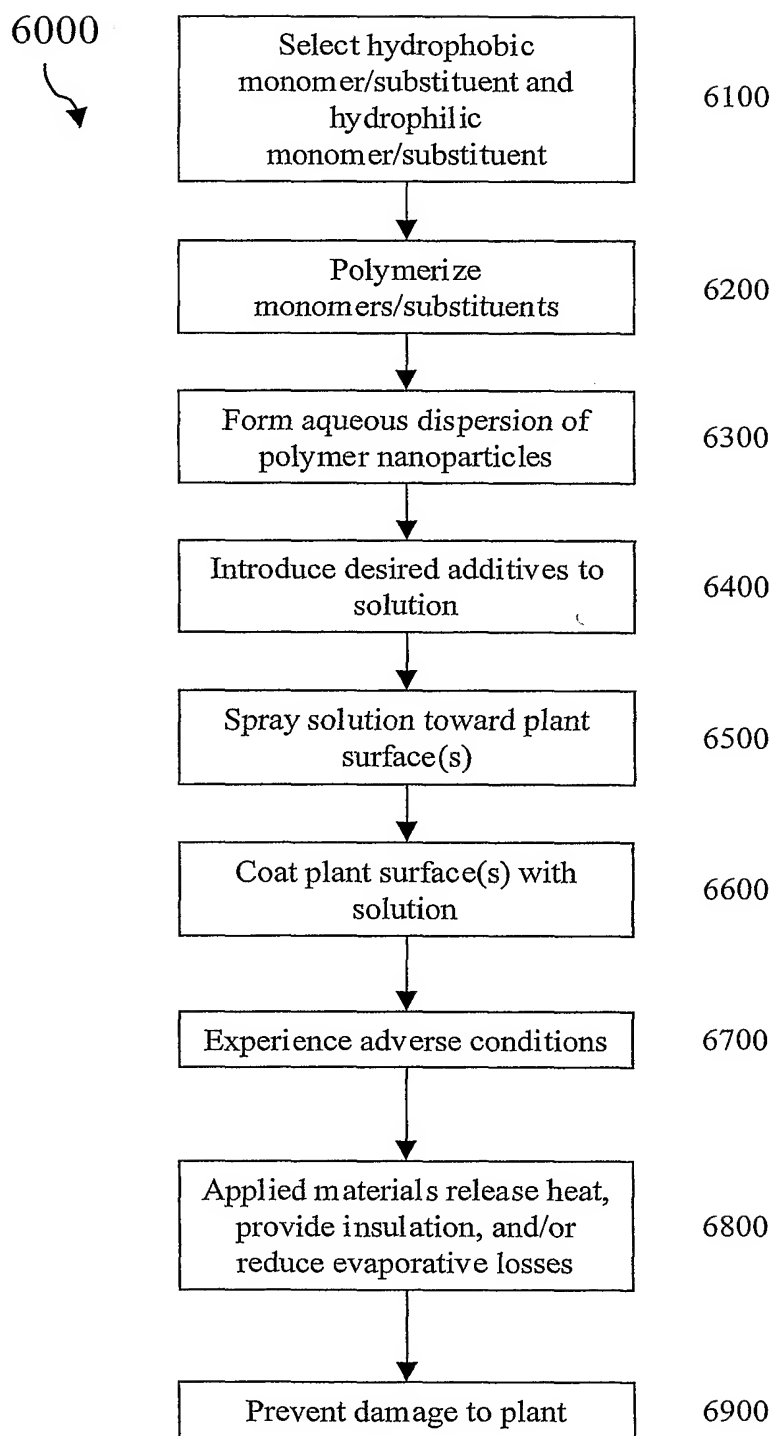 6000
Select hydrophobic
monomer/substituent and
hydrophilic
monomer/substituent
6100
Polymerize
monomers/substituents
6200
Form aqueous dispersion of
polymer nanoparticles
6300
Introduce desired additives to
solution
6400
Spray solution toward plant
surface(s)
6500
Coat plant surface(s) with
solution
6600
Experience adverse conditions
6700
Applied materials release heat,
provide insulation, and/or
reduce evaporative losses
6800
Prevent damage to plant
6900